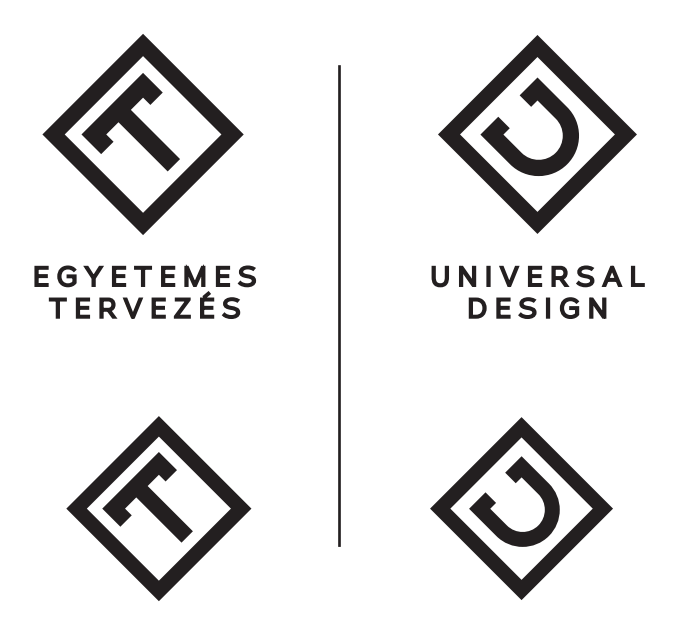 T
EGYETEMES
TERVEZÉS
T
U
UNIVERSAL
DESIGN
U